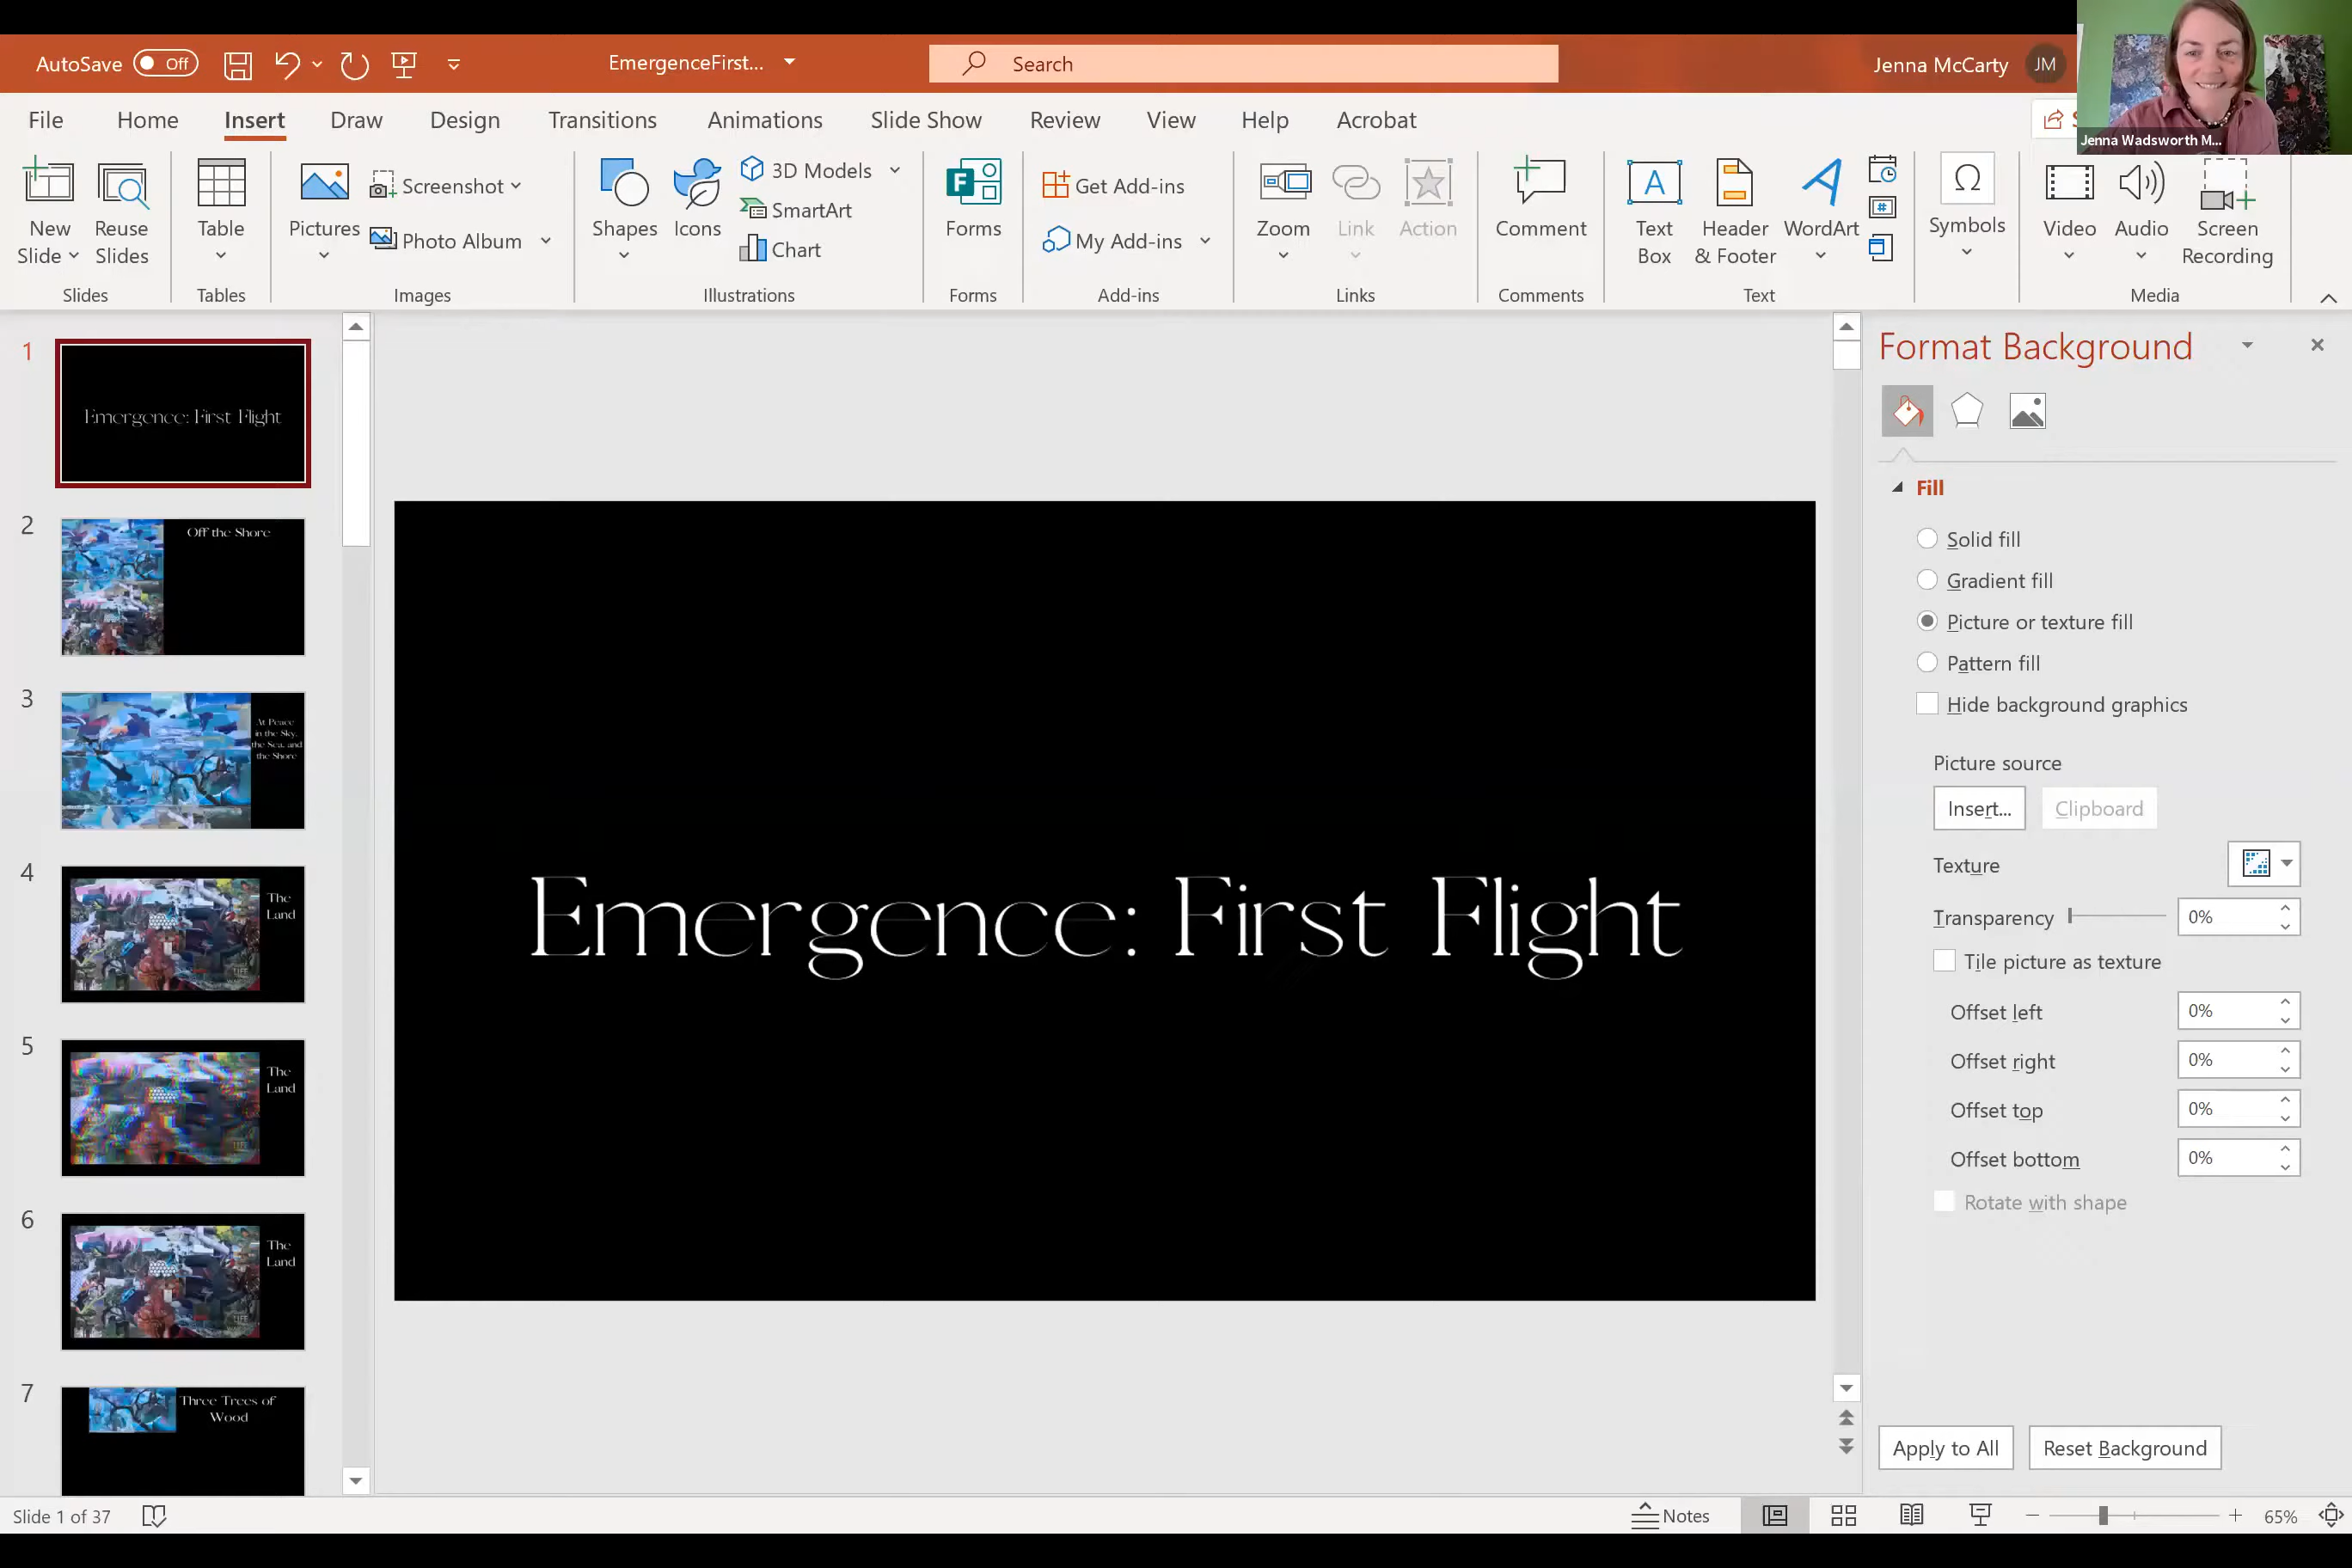 AutoSave Off
EmergenceFirst...
Search
Jenna McCarty JM
File Home Insert Draw Design Transitions Animations Slide Show Review View Help Acrobat
Jenna Wadsworth M...
New Slide
Reuse Slides
Slides
Table
Tables
Pictures
Screenshot
Photo Album
Images
Shapes
Icons
3D Models
SmartArt
Chart
Illustrations
Forms
Forms
Get Add-ins
My Add-ins
Add-ins
Zoom
Link
Action
Links
Comment
Comments
Text Box
Header & Footer
WordArt
Text
Symbols
Video
Audio
Screen Recording
Media
1
Emergence: First Flight
2
Off the Shore
3
At Peace
in the Sky,
the Sea, and
the Shore
4
The
Land
5
The
Land
6
The
Land
7
Three Trees of
Wood
Emergence: First Flight
Format Background
Fill
Solid fill
Gradient fill
Picture or texture fill
Pattern fill
Hide background graphics
Picture source
Insert... Clipboard
Texture
Transparency 0%
Tile picture as texture
Offset left 0%
Offset right 0%
Offset top 0%
Offset bottom 0%
Rotate with shape
Apply to All Reset Background
Slide 1 of 37
Notes
65%